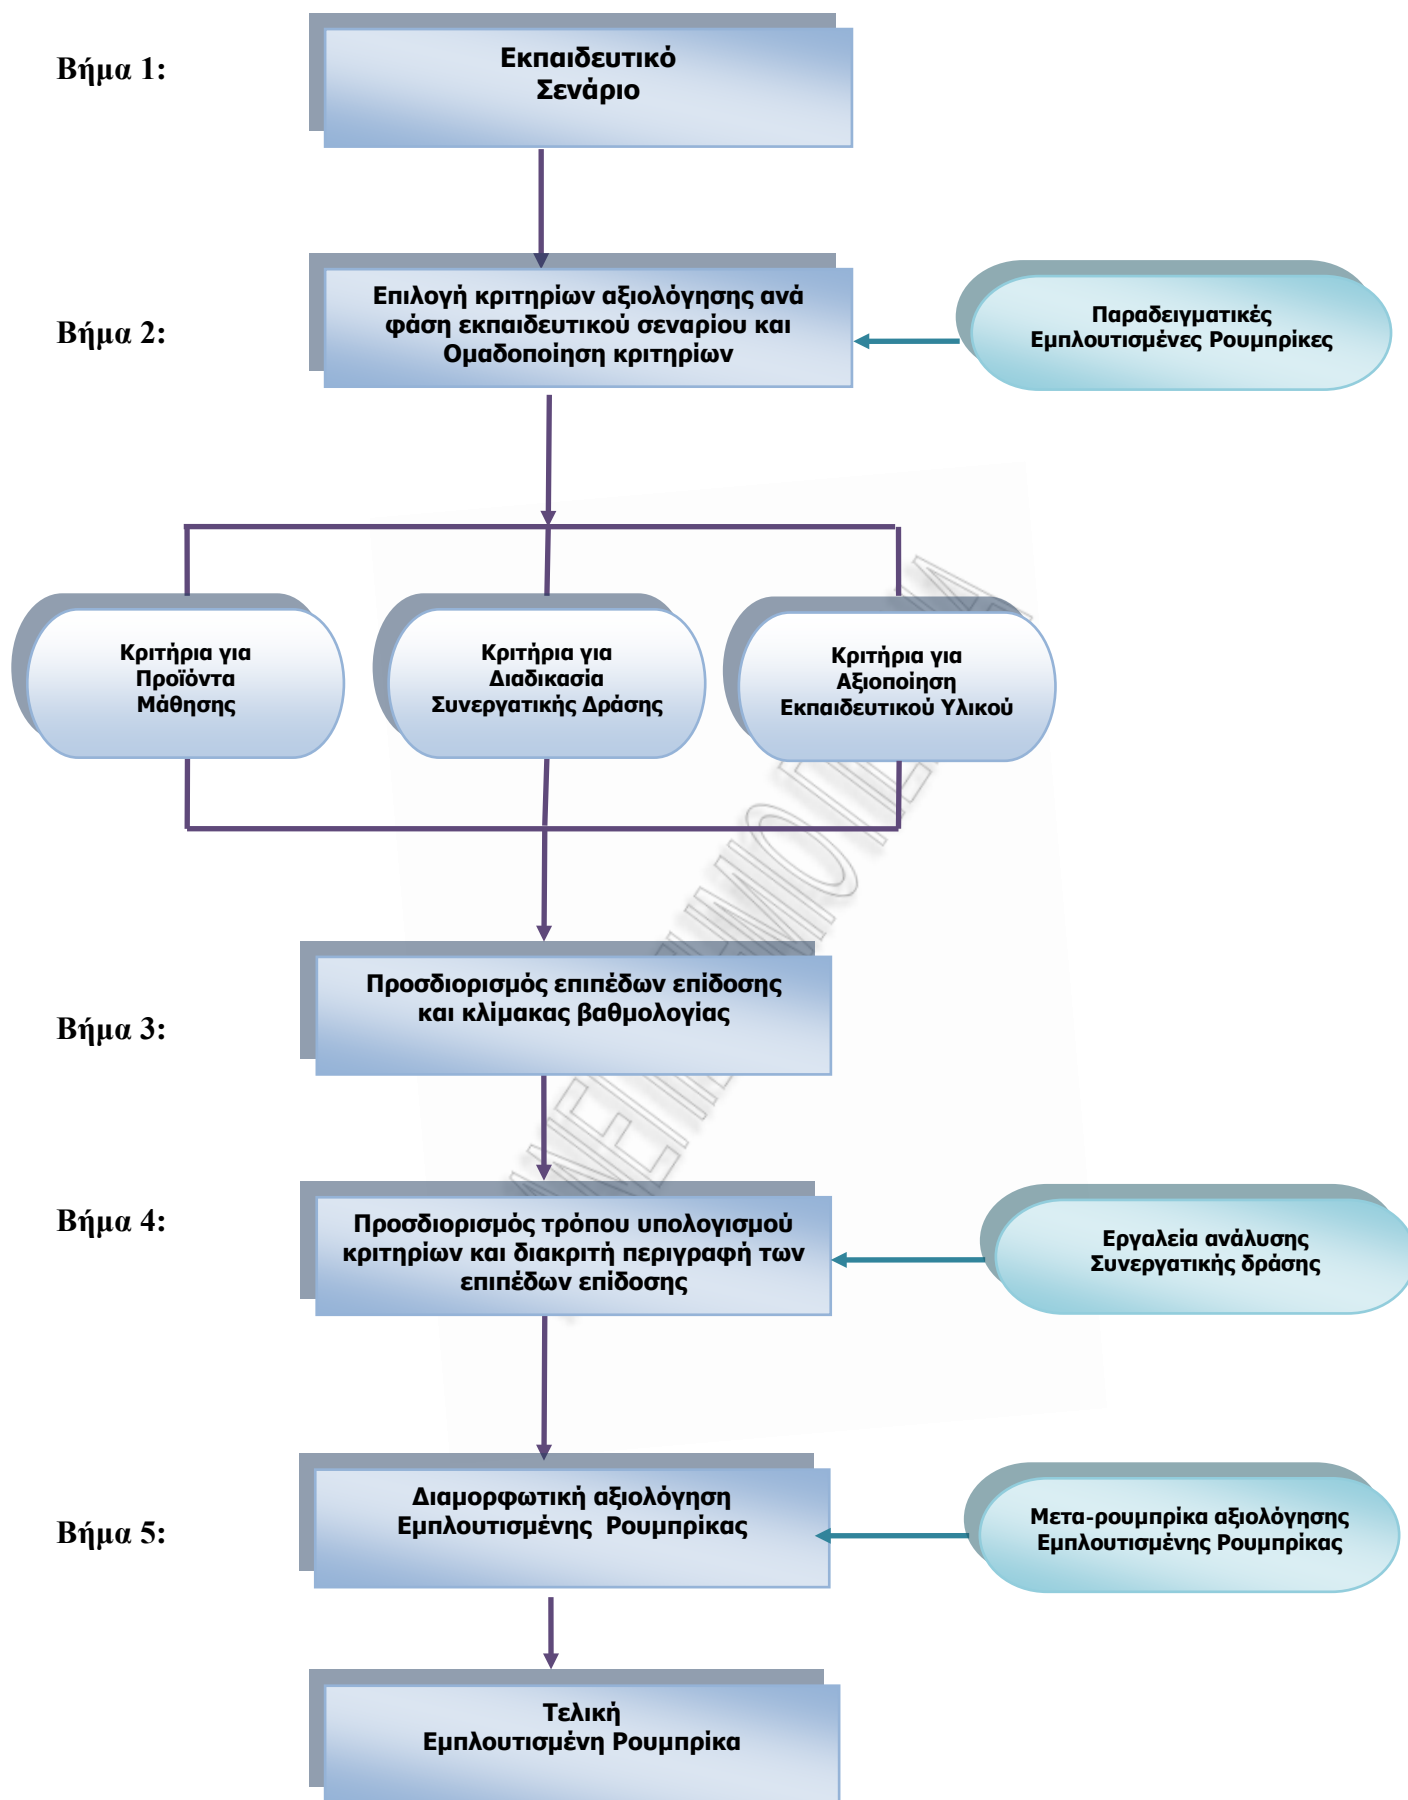 Βήμα 1:
Εκπαιδευτικό
Σενάριο
Βήμα 2:
Επιλογή κριτηρίων αξιολόγησης ανά
φάση εκπαιδευτικού σεναρίου και
Ομαδοποίηση κριτηρίων
Παραδειγματικές
Εμπλουτισμένες Ρουμπρίκες
Κριτήρια για
Προϊόντα
Μάθησης
Κριτήρια για
Διαδικασία
Συνεργατικής Δράσης
Κριτήρια για
Αξιοποίηση
Εκπαιδευτικού Υλικού
Βήμα 3:
Προσδιορισμός επιπέδων επίδοσης
και κλίμακας βαθμολογίας
Βήμα 4:
Προσδιορισμός τρόπου υπολογισμού
κριτηρίων και διακριτή περιγραφή των
επιπέδων επίδοσης
Εργαλεία ανάλυσης
Συνεργατικής δράσης
Βήμα 5:
Διαμορφωτική αξιολόγηση
Εμπλουτισμένης Ρουμπρίκας
Μετα-ρουμπρίκα αξιολόγησης
Εμπλουτισμένης Ρουμπρίκας
Τελική
Εμπλουτισμένη Ρουμπρίκα